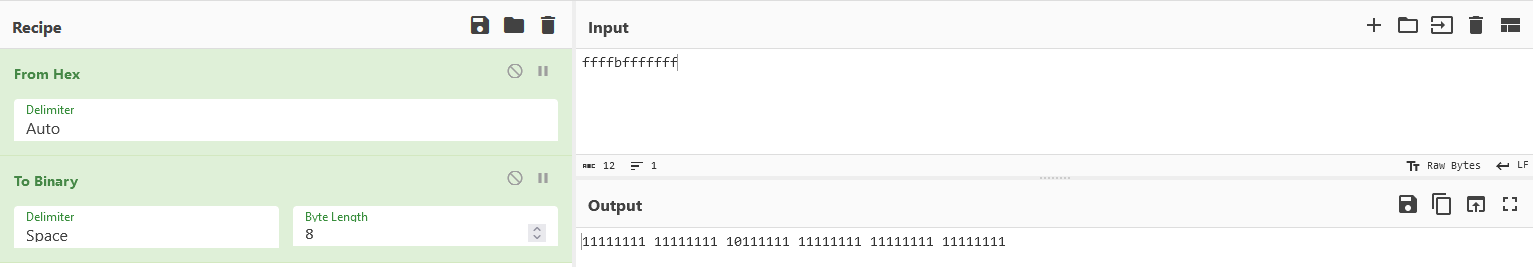 Recipe
From Hex
Delimiter
Auto
To Binary
Delimiter
Space
Byte Length
8
Input
ffffbfffffff
ABC 12 1
Raw Bytes LF
Output
11111111 11111111 10111111 11111111 11111111 11111111